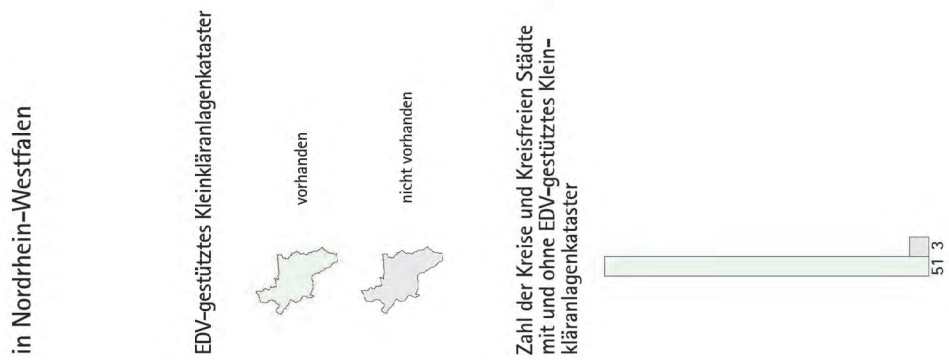 in Nordrhein-Westfalen
EDV-gestütztes Kleinkläranlagenkataster
vorhanden
nicht vorhanden
Zahl der Kreise und Kreisfreien Städte
mit und ohne EDV-gestütztes Klein-
kläranlagenkataster
51 3